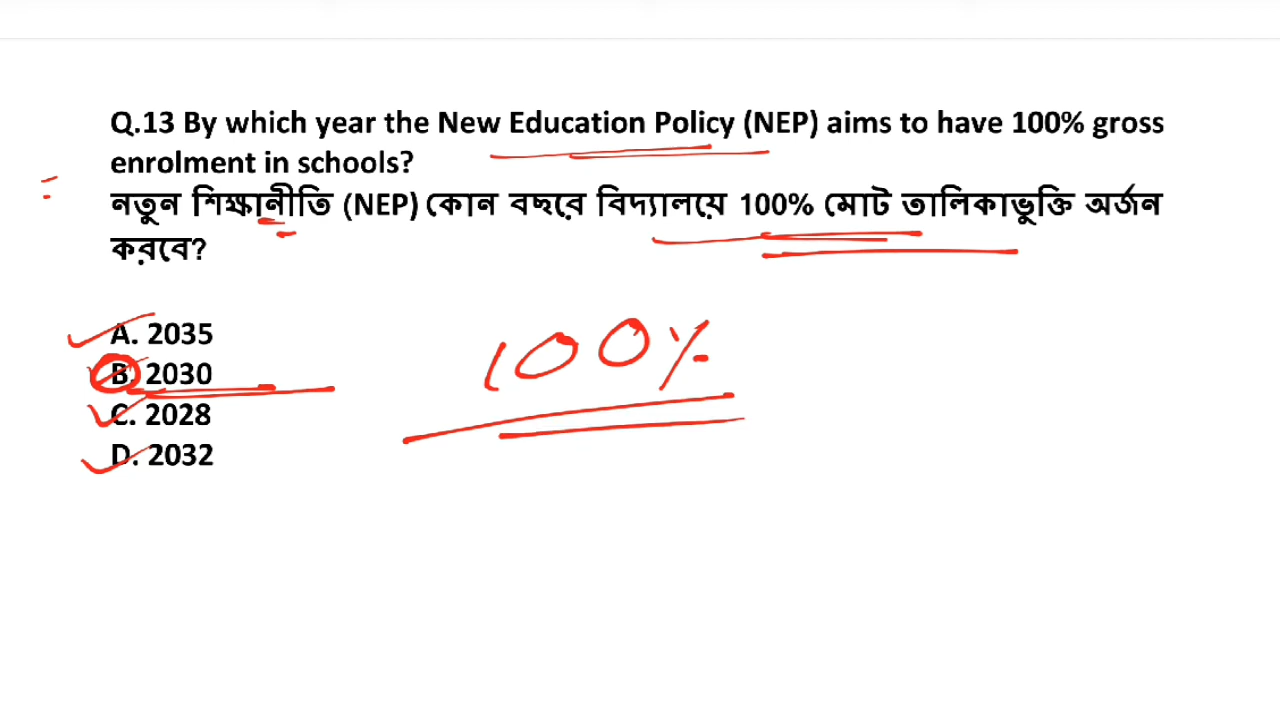 Q.13 By which year the New Education Policy (NEP) aims to have 100% gross
enrolment in schools?
নতুন শিক্ষানীতি (NEP) কোন বছরে বিদ্যালয়ে 100% মোট তালিকাভুক্তি অর্জন
করবে?
A. 2035
B. 2030
C. 2028
D. 2032
100%